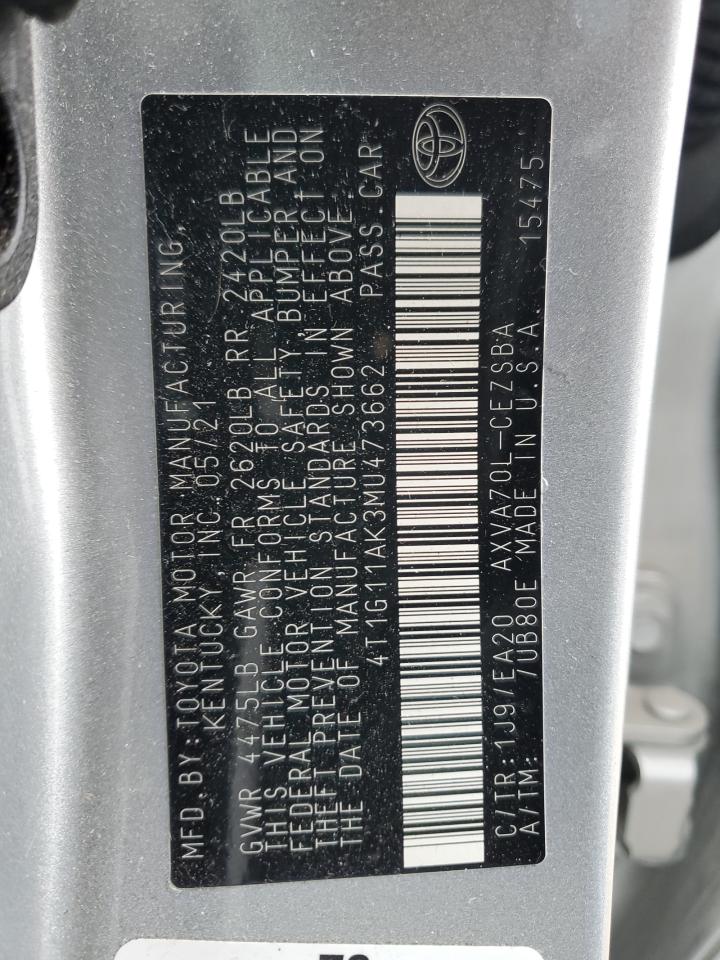 MFD. BY: TOYOTA MOTOR MANUFACTURING,
KENTUCKY, INC. 05/21
GVWR 4475LB GAWR FR 2620LB RR 2420LB
THIS VEHICLE CONFORMS TO ALL APPLICABLE
FEDERAL MOTOR VEHICLE SAFETY, BUMPER AND
THEFT PREVENTION STANDARDS IN EFFECT ON
THE DATE OF MANUFACTURE SHOWN ABOVE.
4T1G11AK3MU473662 PASS. CAR
C/TR: 1J9/EA20 AXVA70L-CEZSBA
A/TM: /UB80E MADE IN U.S.A. 15475